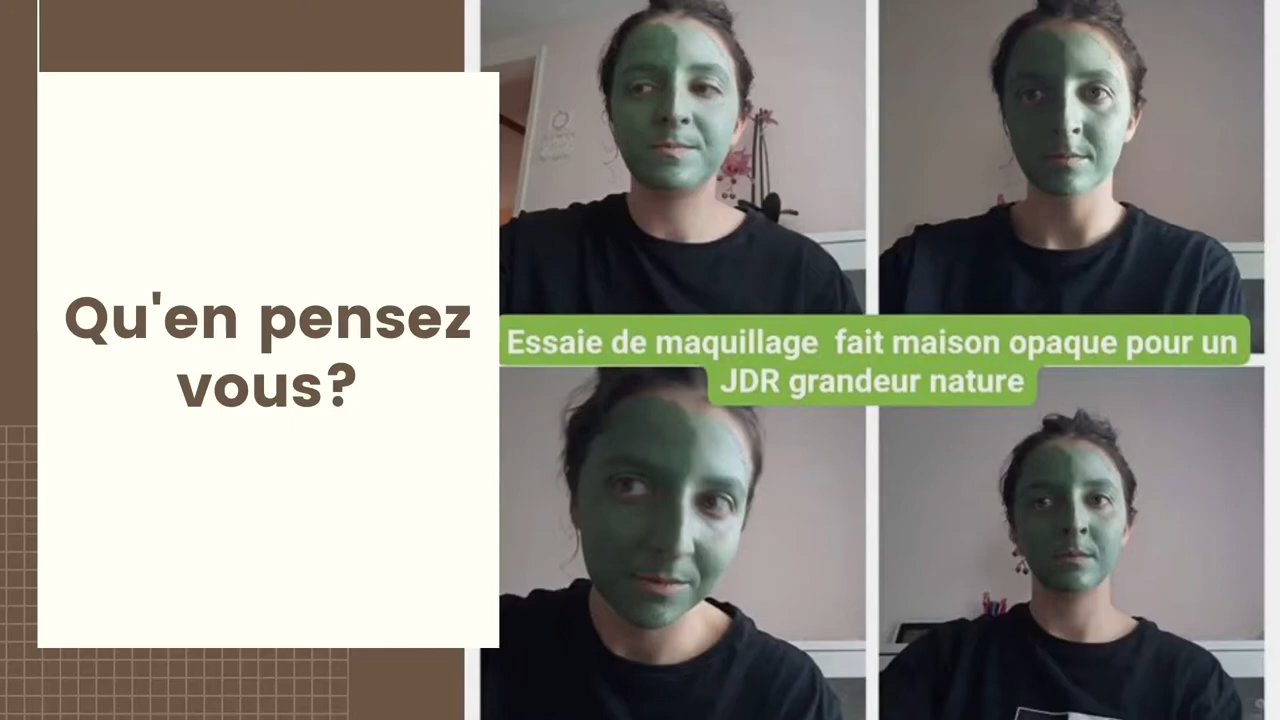 Qu'en pensez
vous?
Essaie de maquillage  fait maison opaque pour un
JDR grandeur nature